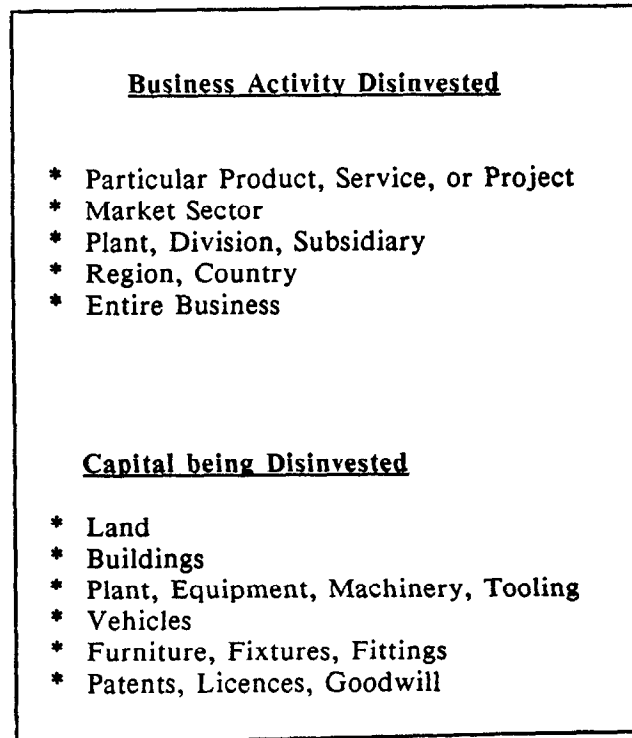 Business Activity Disinvested
* Particular Product, Service, or Project
* Market Sector
* Plant, Division, Subsidiary
* Region, Country
* Entire Business
Capital being Disinvested
* Land
* Buildings
* Plant, Equipment, Machinery, Tooling
* Vehicles
* Furniture, Fixtures, Fittings
* Patents, Licences, Goodwill